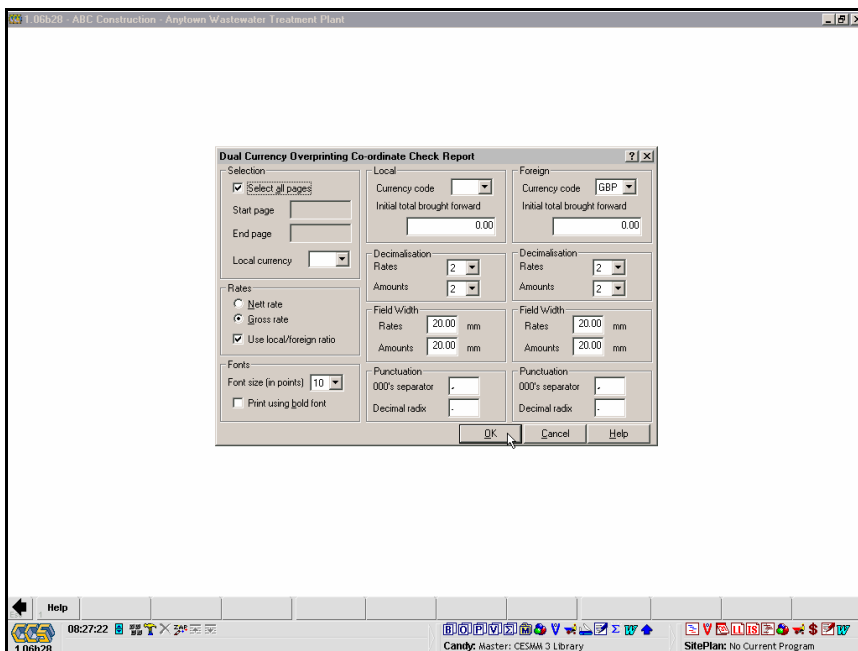 1.06b28 - ABC Construction - Anytown Wastewater Treatment Plant
Dual Currency Overprinting Co-ordinate Check Report
Selection
Select all pages
Start page
End page
Local currency
Rates
Nett rate
Gross rate
Use local/foreign ratio
Fonts
Font size (in points) 10
Print using bold font
Local
Currency code
Initial total brought forward
0.00
Decimalisation
Rates 2
Amounts 2
Field Width
Rates 20.00 mm
Amounts 20.00 mm
Punctuation
000's separator
Decimal radix
Foreign
Currency code GBP
Initial total brought forward
0.00
Decimalisation
Rates 2
Amounts 2
Field Width
Rates 20.00 mm
Amounts 20.00 mm
Punctuation
000's separator
Decimal radix
OK Cancel Help
Help
CCS 08:27:22
1.06b28
Candy: Master: CESMM 3 Library
SitePlan: No Current Program